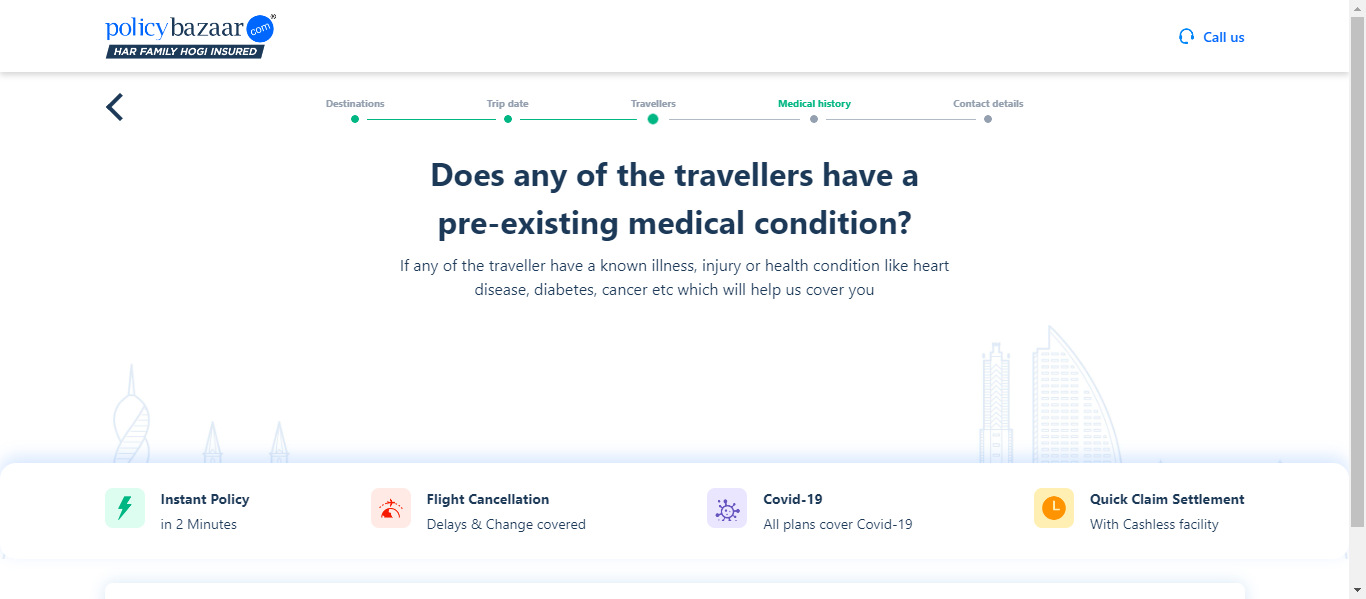 policybazaar com ®
HAR FAMILY HOGI INSURED
Call us
Destinations
Trip date
Travellers
Medical history
Contact details
Does any of the travellers have a
pre-existing medical condition?
If any of the traveller have a known illness, injury or health condition like heart
disease, diabetes, cancer etc which will help us cover you
Instant Policy
in 2 Minutes
Flight Cancellation
Delays & Change covered
Covid-19
All plans cover Covid-19
Quick Claim Settlement
With Cashless facility